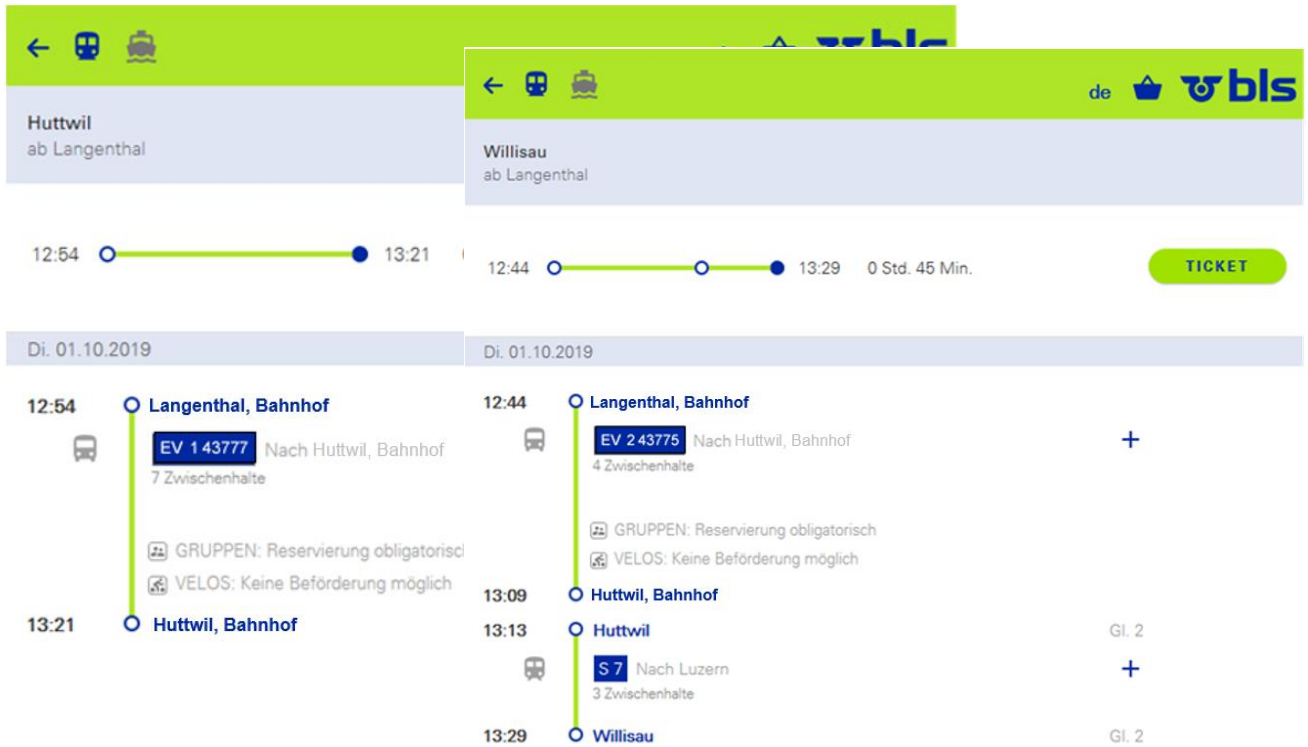 bls
Huttwil
ab Langenthal
12:54 13:21
Di. 01.10.2019
12:54 Langenthal, Bahnhof
EV 1 43777 Nach Huttwil, Bahnhof
7 Zwischenhalte
GRUPPEN: Reservierung obligatorisc
VELOS: Keine Beförderung möglich
13:21 Huttwil, Bahnhof
de bls
Willisau
ab Langenthal
12:44 13:29 0 Std. 45 Min.
TICKET
Di. 01.10.2019
12:44 Langenthal, Bahnhof
EV 2 43775 Nach Huttwil, Bahnhof
+
4 Zwischenhalte
GRUPPEN: Reservierung obligatorisch
VELOS: Keine Beförderung möglich
13:09 Huttwil, Bahnhof
13:13 Huttwil Gl. 2
S 7 Nach Luzern
+
3 Zwischenhalte
13:29 Willisau Gl. 2